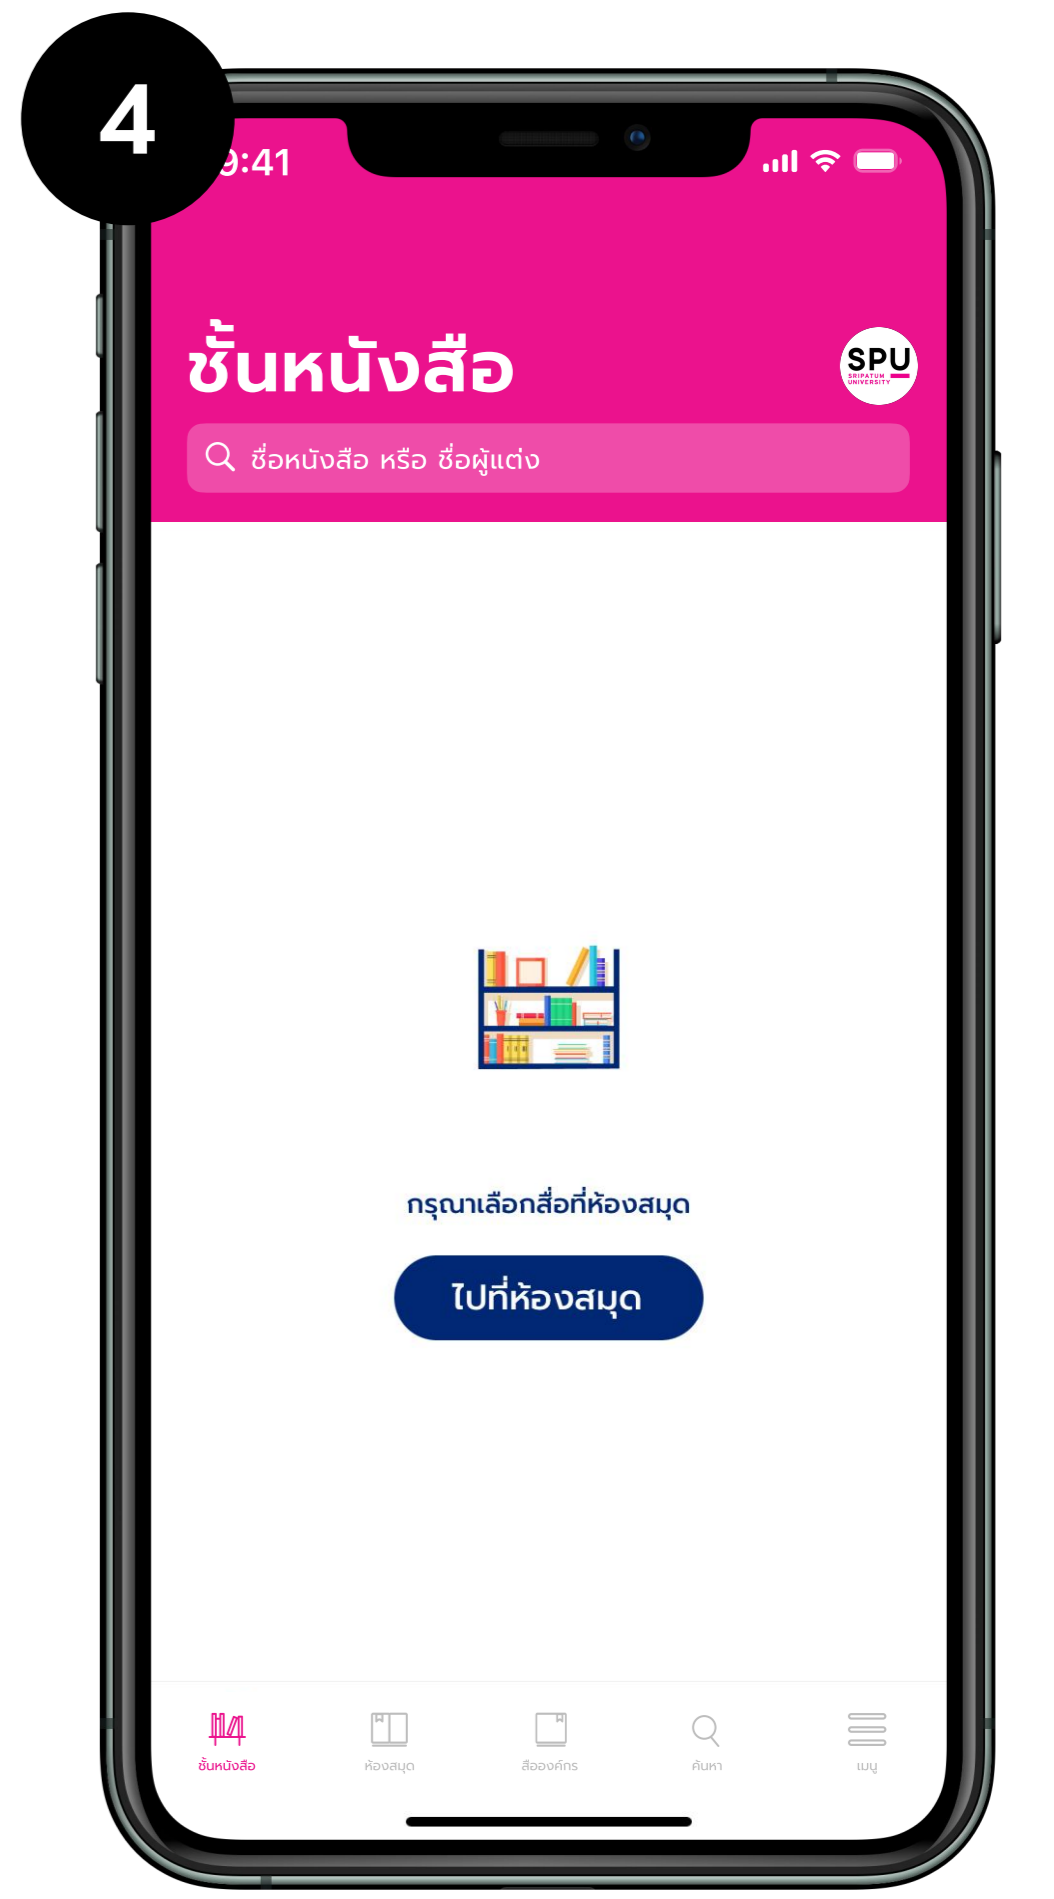 4
9:41
ชั้นหนังสือ
SPU
SRIPATUM
UNIVERSITY
ชื่อหนังสือ หรือ ชื่อผู้แต่ง
กรุณาเลือกสื่อที่ห้องสมุด
ไปที่ห้องสมุด
ชั้นหนังสือ
ห้องสมุด
สื่อองค์กร
ค้นหา
เมนู